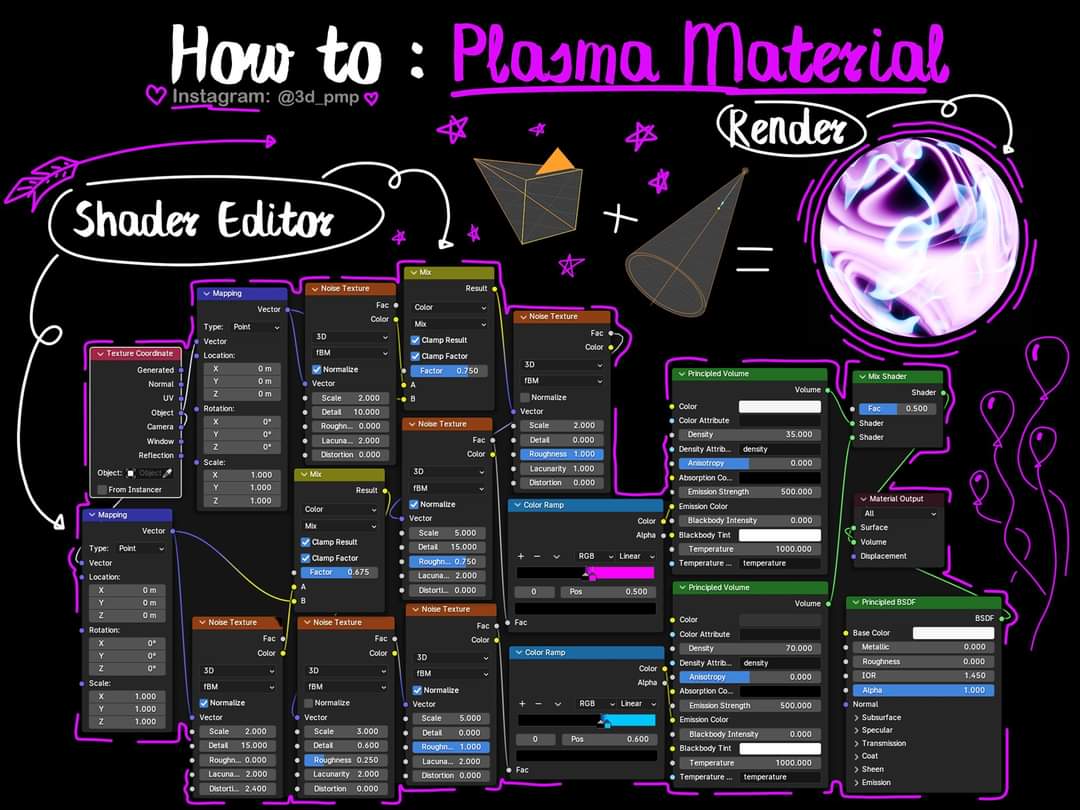 How to : Plasma Material
Instagram: @3d_pmp
Render
Shader Editor
Texture Coordinate
Generated
Normal
UV
Object
Camera
Window
Reflection
Object:
Object
From Instancer
Mapping
Vector
Type: Point
Vector
Location:
X 0 m
Y 0 m
Z 0 m
Rotation:
X 0°
Y 0°
Z 0°
Scale:
X 1.000
Y 1.000
Z 1.000
Noise Texture
Fac
Color
3D
fBM
Normalize
Vector
Scale 2.000
Detail 10.000
Roughn... 0.000
Lacuna... 2.000
Distortion 0.000
Mix
Result
Color
Mix
Clamp Result
Clamp Factor
Factor 0.750
A
B
Noise Texture
Fac
Color
3D
fBM
Normalize
Vector
Scale 2.000
Detail 0.000
Roughness 1.000
Lacunarity 1.000
Distortion 0.000
Mapping
Vector
Type: Point
Vector
Location:
X 0 m
Y 0 m
Z 0 m
Rotation:
X 0°
Y 0°
Z 0°
Scale:
X 1.000
Y 1.000
Z 1.000
Mix
Result
Color
Mix
Clamp Result
Clamp Factor
Factor 0.675
A
B
Noise Texture
Fac
Color
3D
fBM
Normalize
Vector
Scale 5.000
Detail 15.000
Roughn... 0.750
Lacuna... 2.000
Distorti... 0.000
Noise Texture
Fac
Color
3D
fBM
Normalize
Vector
Scale 2.000
Detail 15.000
Roughn... 0.000
Lacuna... 2.000
Distorti... 2,400
Noise Texture
Fac
Color
3D
fBM
Normalize
Vector
Scale 3.000
Detail 0.600
Roughness 0.250
Lacunarity 2.000
Distortion 0.000
Noise Texture
Fac
Color
3D
fBM
Normalize
Vector
Scale 5.000
Detail 0.000
Roughn... 1.000
Lacuna... 2.000
Distortion 0.000
Color Ramp
Color
Alpha
RGB Linear
0 Pos 0.500
Fac
Color Ramp
Color
Alpha
RGB Linear
0 Pos 0.600
Fac
Principled Volume
Volume
Color
Color Attribute
Density 35.000
Density Attrib... density
Anisotropy 0.000
Absorption Co...
Emission Strength 500.000
Emission Color
Blackbody Intensity 0.000
Blackbody Tint
Temperature 1000.000
Temperature ... temperature
Principled Volume
Volume
Color
Color Attribute
Density 70.000
Density Attrib... density
Anisotropy 0.000
Absorption Co...
Emission Strength 500.000
Emission Color
Blackbody Intensity 0.000
Blackbody Tint
Temperature 1000.000
Temperature ... temperature
Mix Shader
Shader
Fac 0.500
Shader
Shader
Material Output
All
Surface
Volume
Displacement
Principled BSDF
BSDF
Base Color
Metallic 0.000
Roughness 0.000
IOR 1.450
Alpha 1.000
Normal
Subsurface
Specular
Transmission
Coat
Sheen
Emission